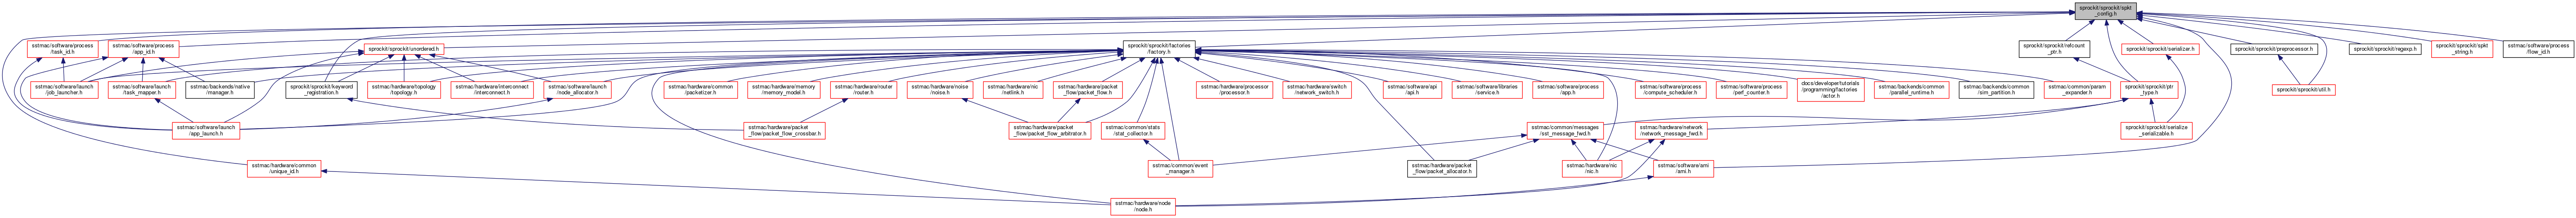 sprockit/sprockit/spkt
_config.h
sstmac/software/process
/task_id.h
sstmac/software/process
/app_id.h
sprockit/sprockit/unordered.h
sprockit/sprockit/factories
/factory.h
sprockit/sprockit/refcount
_ptr.h
sprockit/sprockit/serializer.h
sprockit/sprockit/preprocessor.h
sprockit/sprockit/regexp.h
sprockit/sprockit/spkt
_string.h
sstmac/software/process
/flow_id.h
sstmac/software/launch
/job_launcher.h
sstmac/software/launch
/task_mapper.h
sstmac/backends/native
/manager.h
sprockit/sprockit/keyword
_registration.h
sstmac/hardware/topology
/topology.h
sstmac/hardware/interconnect
/interconnect.h
sstmac/software/launch
/node_allocator.h
sstmac/hardware/common
/packetizer.h
sstmac/hardware/memory
/memory_model.h
sstmac/hardware/router
/router.h
sstmac/hardware/noise
/noise.h
sstmac/hardware/nic
/netlink.h
sstmac/hardware/packet
_flow/packet_flow.h
sstmac/hardware/processor
/processor.h
sstmac/hardware/switch
/network_switch.h
sstmac/software/api
/api.h
sstmac/software/libraries
/service.h
sstmac/software/process
/app.h
sstmac/software/process
/compute_scheduler.h
sstmac/software/process
/perf_counter.h
docs/developer/tutorials
/programming/factories
/actor.h
sstmac/backends/common
/parallel_runtime.h
sstmac/backends/common
/sim_partition.h
sstmac/common/param
_expander.h
sprockit/sprockit/ptr
_type.h
sprockit/sprockit/util.h
sstmac/software/launch
/app_launch.h
sstmac/hardware/packet
_flow/packet_flow_crossbar.h
sstmac/hardware/packet
_flow/packet_flow_arbitrator.h
sstmac/common/stats
/stat_collector.h
sstmac/common/messages
/sst_message_fwd.h
sstmac/hardware/network
/network_message_fwd.h
sprockit/sprockit/serialize
_serializable.h
sstmac/hardware/common
/unique_id.h
sstmac/common/event
_manager.h
sstmac/hardware/packet
_flow/packet_allocator.h
sstmac/hardware/nic
/nic.h
sstmac/software/ami
/ami.h
sstmac/hardware/node
/node.h